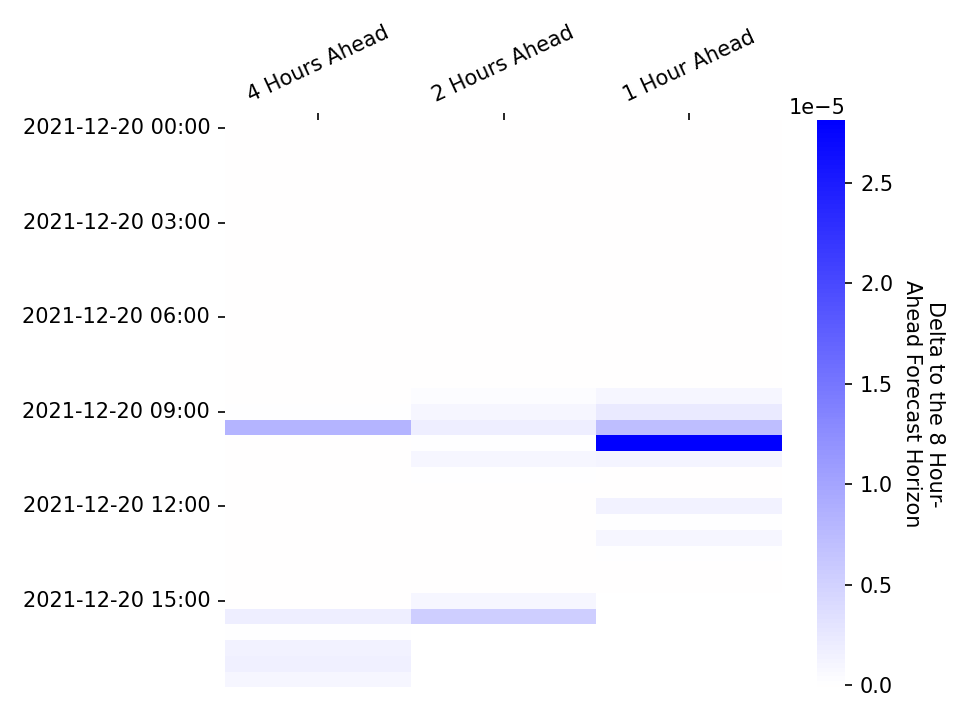 4 Hours Ahead
2 Hours Ahead
1 Hour Ahead
1e−5
2021-12-20 00:00
2021-12-20 03:00
2021-12-20 06:00
2021-12-20 09:00
2021-12-20 12:00
2021-12-20 15:00
2.5
2.0
1.5
1.0
0.5
0.0
Delta to the 8 Hour-
Ahead Forecast Horizon